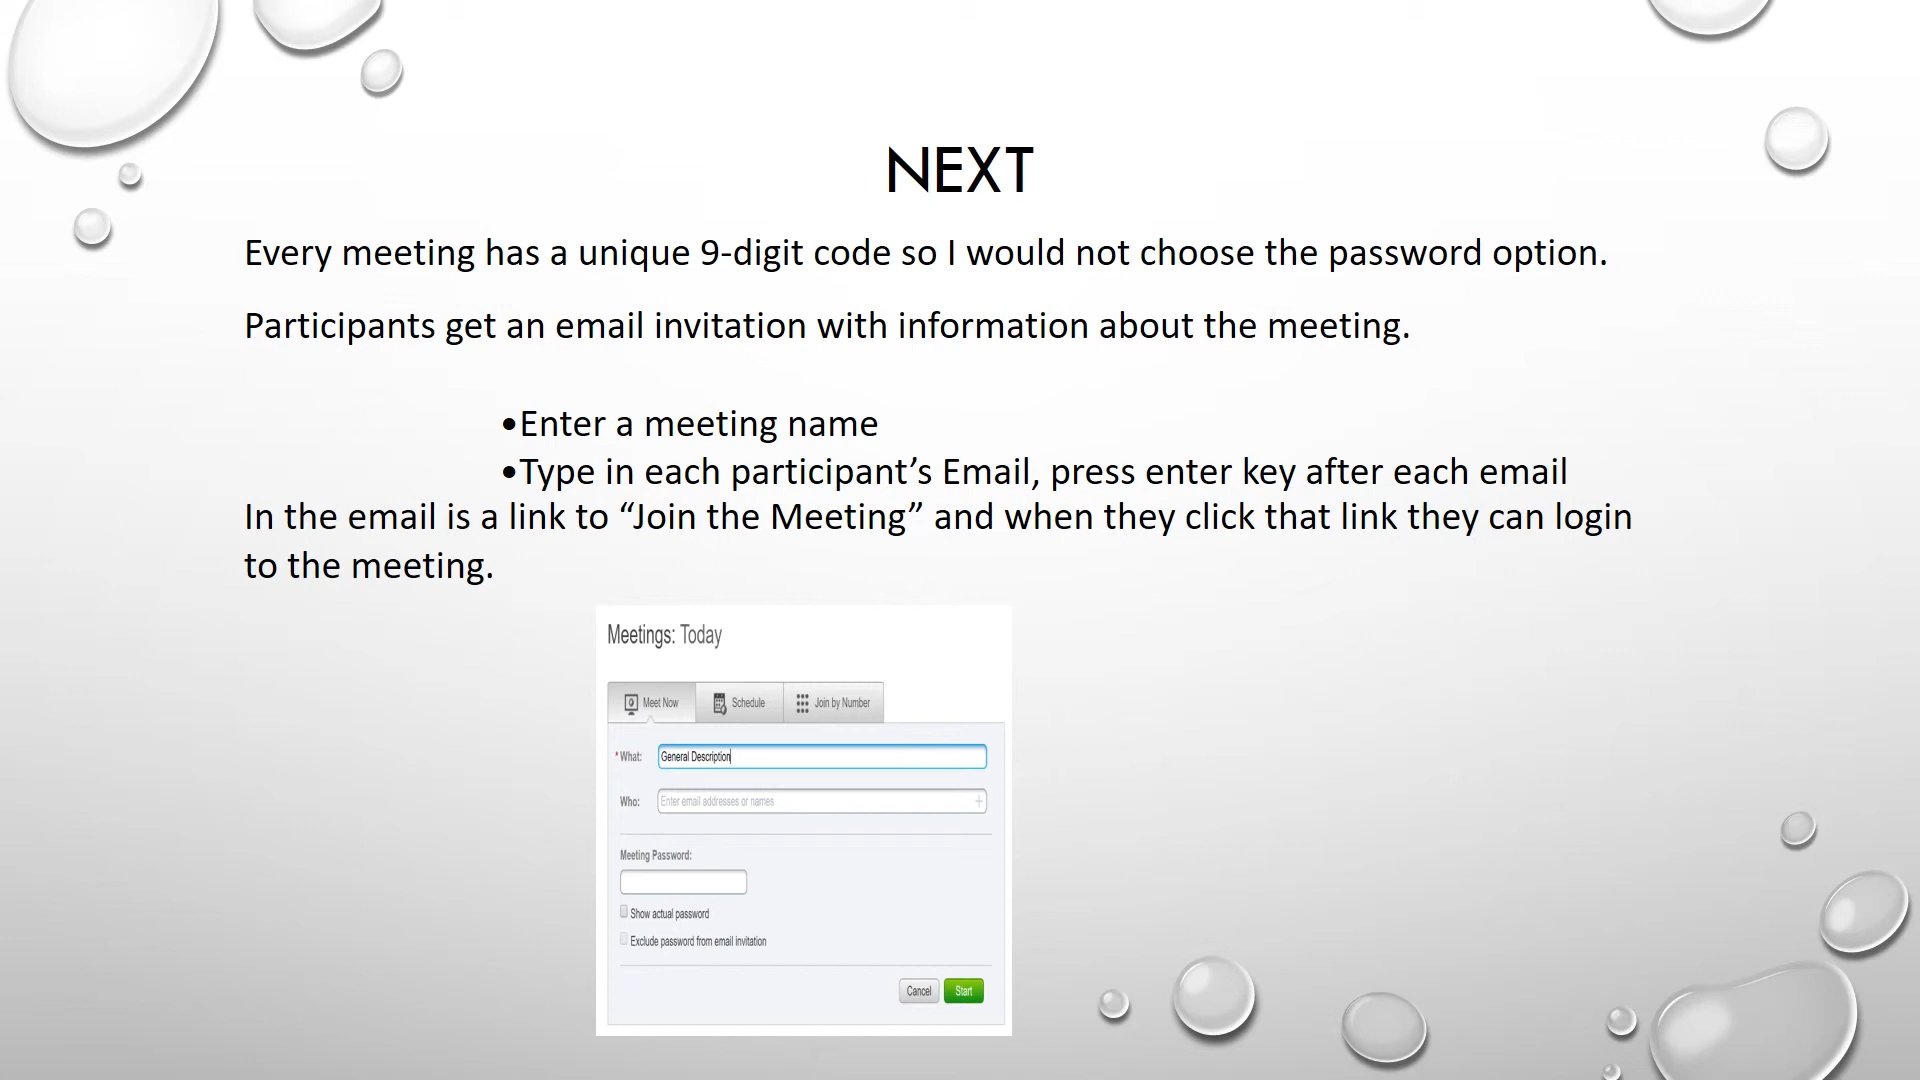 NEXT
Every meeting has a unique 9-digit code so I would not choose the password option.
Participants get an email invitation with information about the meeting.
•Enter a meeting name
•Type in each participant’s Email, press enter key after each email
In the email is a link to “Join the Meeting” and when they click that link they can login
to the meeting.
Meetings: Today
Meet Now Schedule Join by Number
* What: General Description
Who: Enter email addresses or names +
Meeting Password:
Show actual password
Exclude password from email invitation
Cancel Start